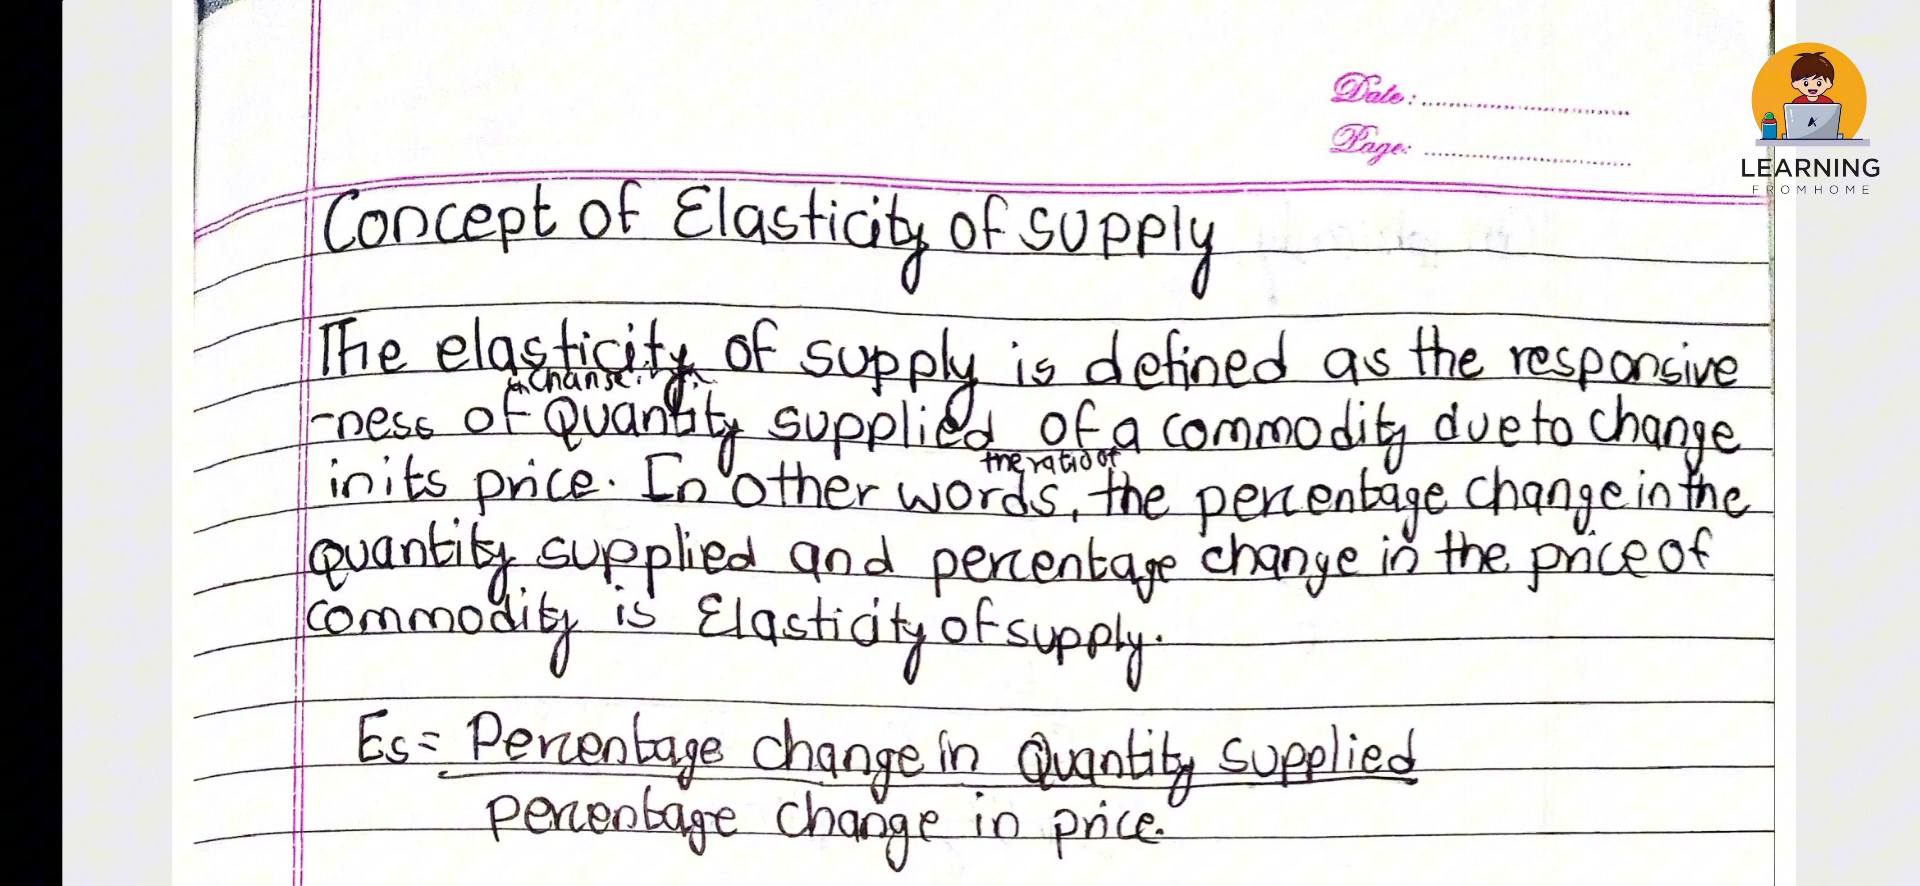 Date:
Page:
LEARNING
FROMHOME
Concept of Elasticity of supply
The elasticity of supply is defined as the responsive
change in
-ness of Quantity supplied of a commodity due to change
the ratio of
in its price. In other words, the percentage change in the
quantity supplied and percentage change in the price of
commodity is Elasticity of supply.
Es = Percentage change in Quantity supplied
percentage change in price.